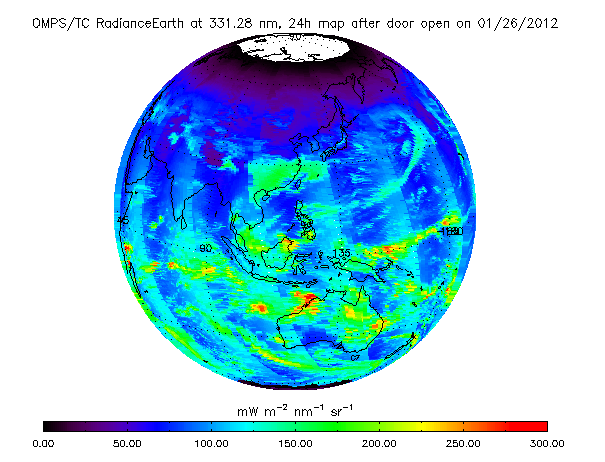 OMPS/TC RadianceEarth at 331.28 nm, 24h map after door open on 01/26/2012
45
90
135
mW m⁻² nm⁻¹ sr⁻¹
0.00 50.00 100.00 150.00 200.00 250.00 300.00